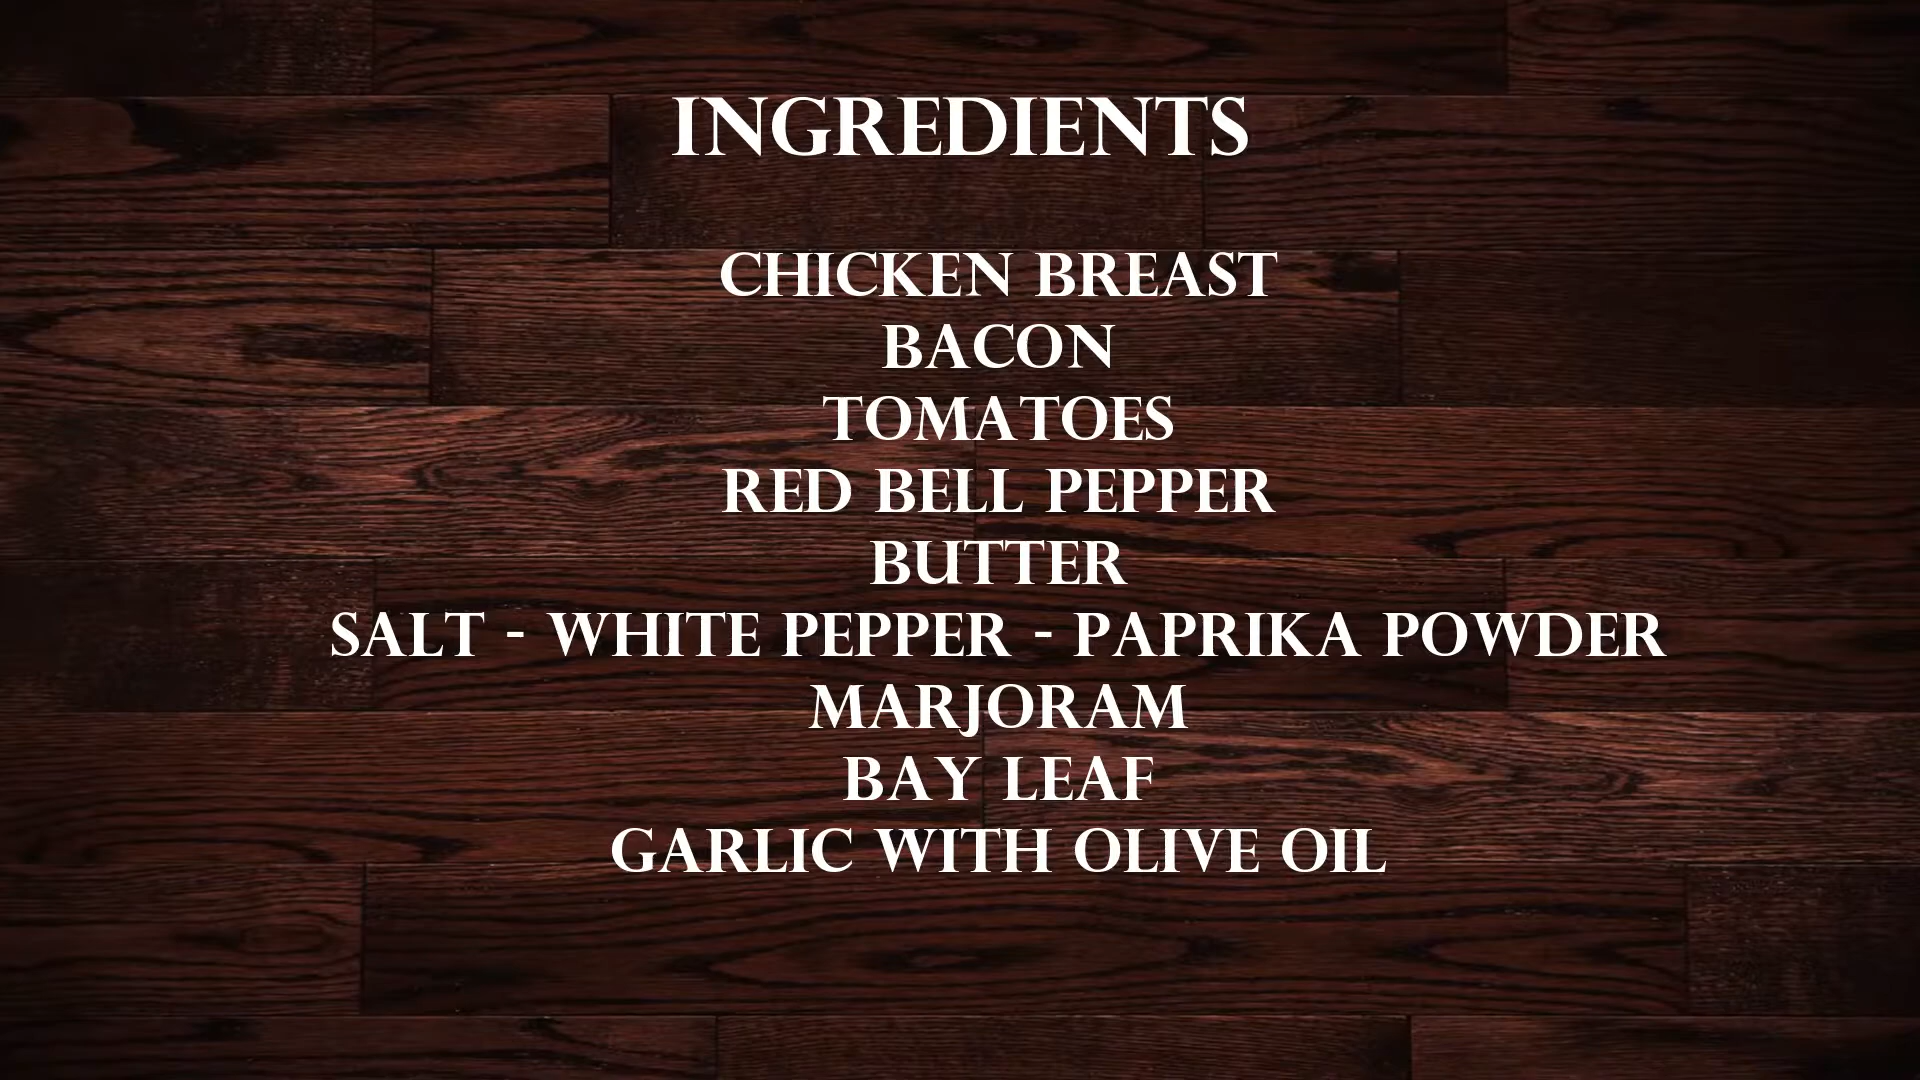 INGREDIENTS
CHICKEN BREAST
BACON
TOMATOES
RED BELL PEPPER
BUTTER
SALT - WHITE PEPPER - PAPRIKA POWDER
MARJORAM
BAY LEAF
GARLIC WITH OLIVE OIL